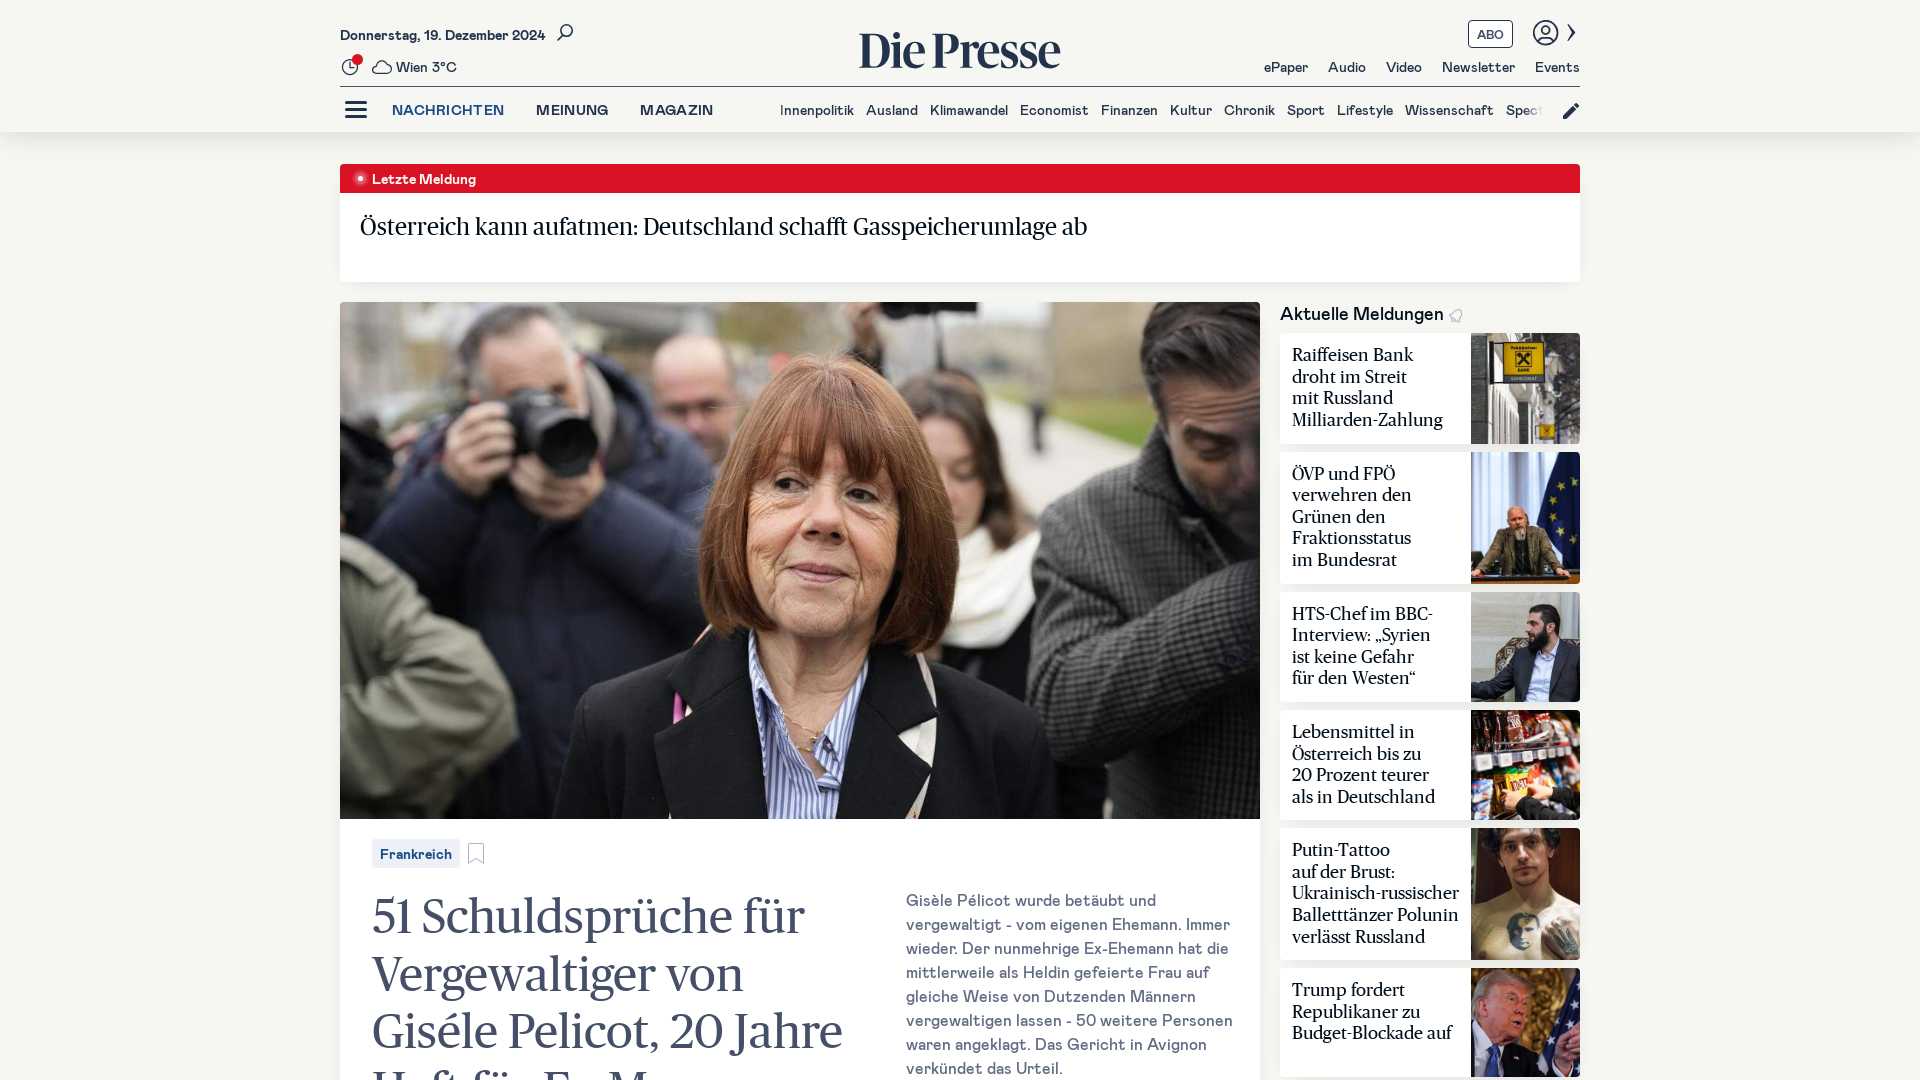 Donnerstag, 19. Dezember 2024
Die Presse
ABO
Wien 3°C
ePaper Audio Video Newsletter Events
NACHRICHTEN MEINUNG MAGAZIN
Innenpolitik Ausland Klimawandel Economist Finanzen Kultur Chronik Sport Lifestyle Wissenschaft Spect
Letzte Meldung
Österreich kann aufatmen: Deutschland schafft Gasspeicherumlage ab
Frankreich
51 Schuldsprüche für
Vergewaltiger von
Giséle Pelicot, 20 Jahre
Gisèle Pélicot wurde betäubt und
vergewaltigt - vom eigenen Ehemann. Immer
wieder. Der nunmehrige Ex-Ehemann hat die
mittlerweile als Heldin gefeierte Frau auf
gleiche Weise von Dutzenden Männern
vergewaltigen lassen - 50 weitere Personen
waren angeklagt. Das Gericht in Avignon
verkündet das Urteil.
Aktuelle Meldungen
Raiffeisen Bank
droht im Streit
mit Russland
Milliarden-Zahlung
ÖVP und FPÖ
verwehren den
Grünen den
Fraktionsstatus
im Bundesrat
HTS-Chef im BBC-
Interview: „Syrien
ist keine Gefahr
für den Westen“
Lebensmittel in
Österreich bis zu
20 Prozent teurer
als in Deutschland
Putin-Tattoo
auf der Brust:
Ukrainisch-russischer
Balletttänzer Polunin
verlässt Russland
Trump fordert
Republikaner zu
Budget-Blockade auf